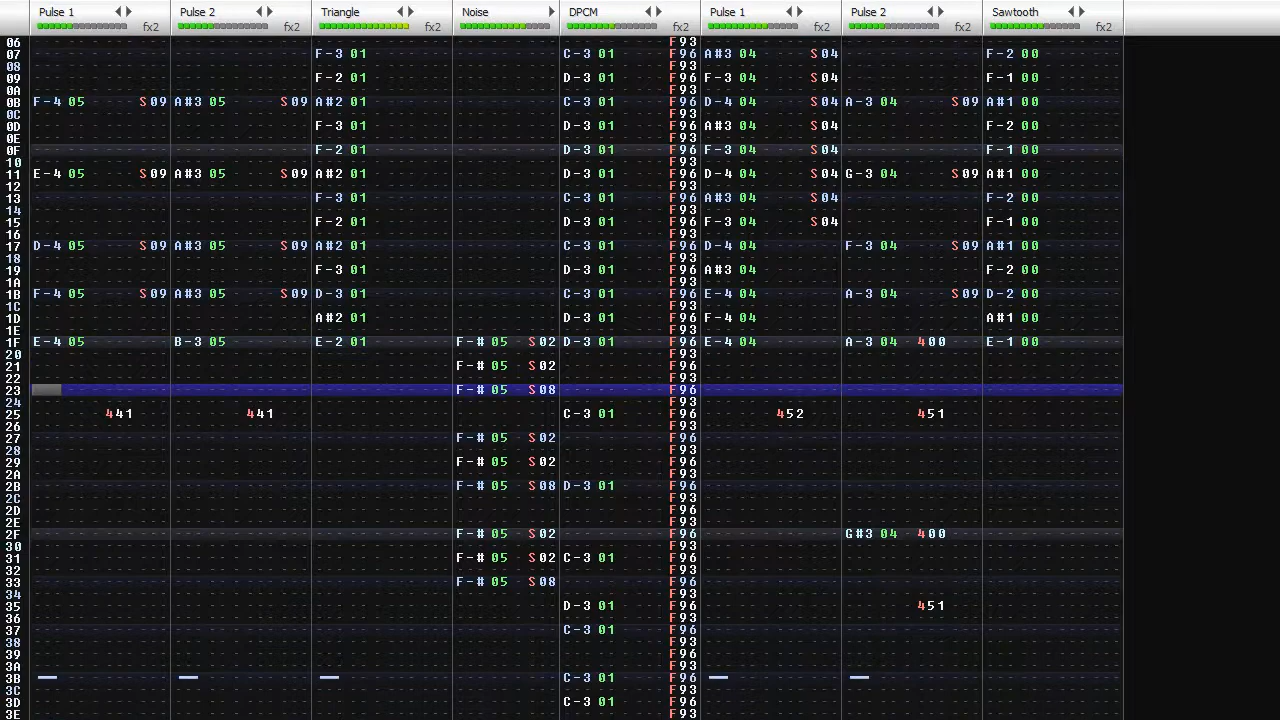 Pulse 1 Pulse 2 Triangle Noise DPCM Pulse 1 Pulse 2 Sawtooth
fx2 fx2 fx2 fx2 fx2 fx2 fx2 fx2
06 F93
07 F-3 01 C-3 01 F96 A#3 04 S04 F-2 00
08 F93
09 F-2 01 D-3 01 F96 F-3 04 S04 F-1 00
0A F93
0B F-4 05 S09 A#3 05 S09 A#2 01 C-3 01 F96 D-4 04 S04 A-3 04 S09 A#1 00
0C F93
0D F-3 01 D-3 01 F96 A#3 04 S04 F-2 00
0E F93
0F F-2 01 D-3 01 F96 F-3 04 S04 F-1 00
10 F93
11 E-4 05 S09 A#3 05 S09 A#2 01 D-3 01 F96 D-4 04 S04 G-3 04 S09 A#1 00
12 F93
13 F-3 01 C-3 01 F96 A#3 04 S04 F-2 00
14 F93
15 F-2 01 D-3 01 F96 F-3 04 S04 F-1 00
16 F93
17 D-4 05 S09 A#3 05 S09 A#2 01 C-3 01 F96 D-4 04 F-3 04 S09 A#1 00
18 F93
19 F-3 01 D-3 01 F96 A#3 04 F-2 00
1A F93
1B F-4 05 S09 A#3 05 S09 D-3 01 C-3 01 F96 E-4 04 A-3 04 S09 D-2 00
1C F93
1D A#2 01 D-3 01 F96 F-4 04 A#1 00
1E F93
1F E-4 05 B-3 05 E-2 01 F-# 05 S02 D-3 01 F96 E-4 04 A-3 04 400 E-1 00
20 F93
21 F-# 05 S02 F96
22 F93
23 F-# 05 S08 F96
24 F93
25 441 441 C-3 01 F96 452 451
26 F93
27 F-# 05 S02 F96
28 F93
29 F-# 05 S02 F96
2A F93
2B F-# 05 S08 D-3 01 F96
2C F93
2D F96
2E F93
2F F-# 05 S02 F96 G#3 04 400
30 F93
31 F-# 05 S02 C-3 01 F96
32 F93
33 F-# 05 S08 F96
34 F93
35 D-3 01 F96 451
36 F93
37 C-3 01 F96
38 F93
39 F96
3A F93
3B C-3 01 F96
3C F93
3D C-3 01 F96
3E F93